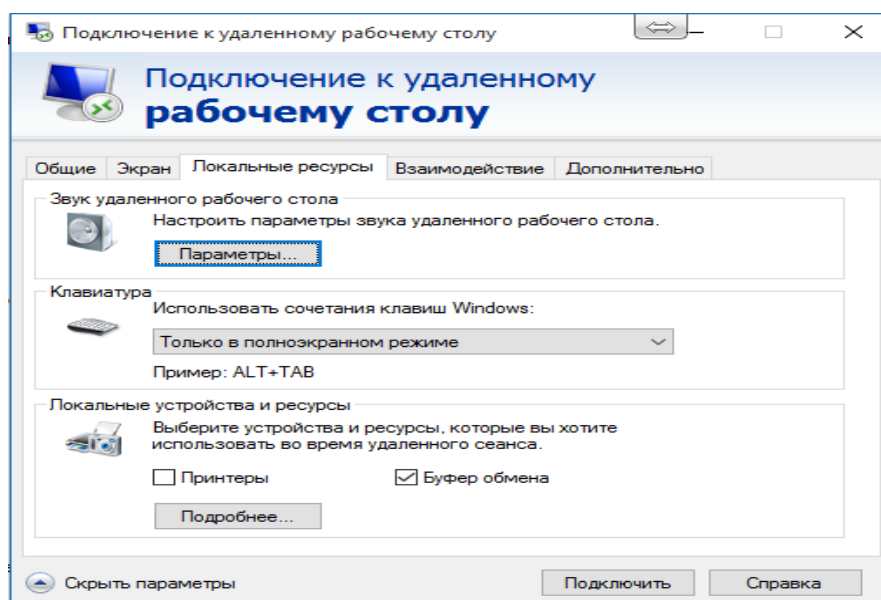 Подключение к удаленному рабочему столу
Подключение к удаленному
рабочему столу
Общие Экран Локальные ресурсы Взаимодействие Дополнительно
Звук удаленного рабочего стола
Настроить параметры звука удаленного рабочего стола.
Параметры...
Клавиатура
Использовать сочетания клавиш Windows:
Только в полноэкранном режиме
Пример: ALT+TAB
Локальные устройства и ресурсы
Выберите устройства и ресурсы, которые вы хотите
использовать во время удаленного сеанса.
Принтеры Буфер обмена
Подробнее...
Скрыть параметры Подключить Справка